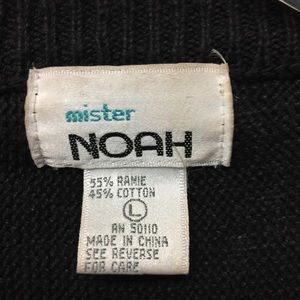 mister
NOAH
55% RAMIE
45% COTTON
L
RN 50110
MADE IN CHINA
SEE REVERSE
FOR CARE